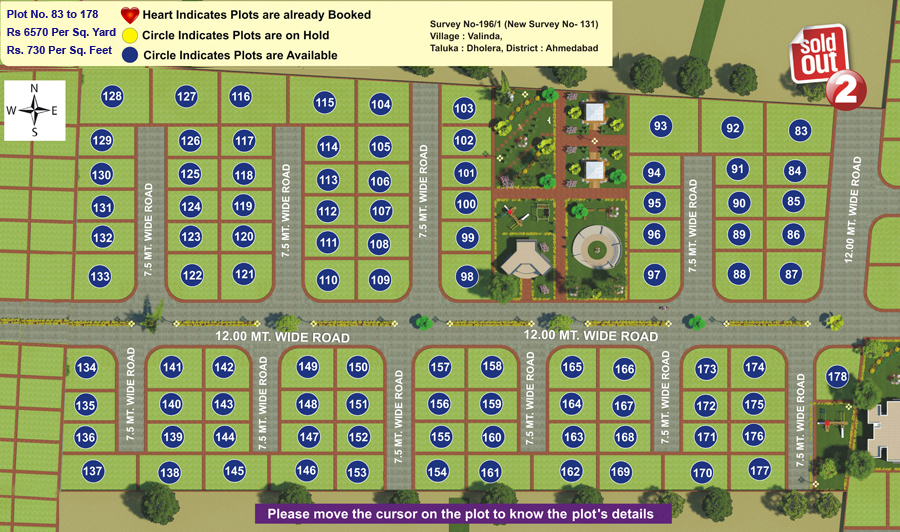 Plot No. 83 to 178
Rs 6570 Per Sq. Yard
Rs. 730 Per Sq. Feet
Heart Indicates Plots are already Booked
Circle Indicates Plots are on Hold
Circle Indicates Plots are Available
Survey No-196/1 (New Survey No- 131)
Village : Valinda,
Taluka : Dholera, District : Ahmedabad
sold out
2
N
W E
S
128 127 116 115 104 103 93 92 83
129 126 117 114 105 102
130 125 118 113 106 101 94 91 84
131 124 119 112 107 100 95 90 85
132 123 120 111 108 99 96 89 86
133 122 121 110 109 98 97 88 87
7.5 MT. WIDE ROAD
7.5 MT. WIDE ROAD
7.5 MT. WIDE ROAD
7.5 MT. WIDE ROAD
12.00 MT. WIDE ROAD
12.00 MT. WIDE ROAD
12.00 MT. WIDE ROAD
134 141 142 149 150 157 158 165 166 173 174 178
135 140 143 148 151 156 159 164 167 172 175
136 139 144 147 152 155 160 163 168 171 176
137 138 145 146 153 154 161 162 169 170 177
7.5 MT. WIDE ROAD
7.5 MT. WIDE ROAD
7.5 MT. WIDE ROAD
7.5 MT. WIDE ROAD
7.5 MT. WIDE ROAD
7.5 MT. WIDE ROAD
Please move the cursor on the plot to know the plot's details